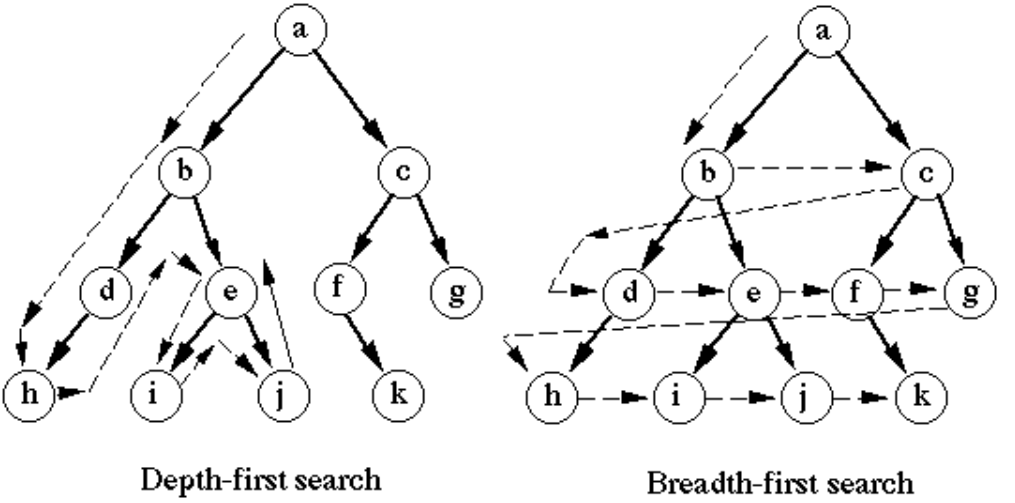 a
a
b
c
b
c
d
e
f
g
d
e
f
g
h
i
j
k
h
i
j
k
Depth-first search
Breadth-first search